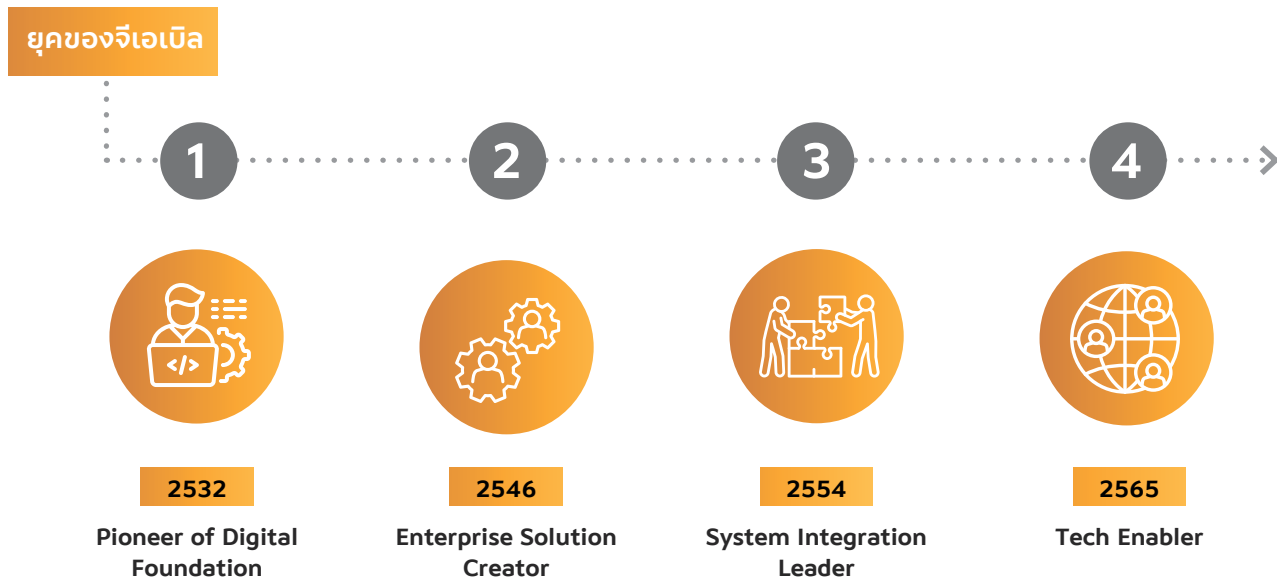 ยุคของจีเอเบิล
1
2
3
4
</>
2532
Pioneer of Digital
Foundation
2546
Enterprise Solution
Creator
2554
System Integration
Leader
2565
Tech Enabler